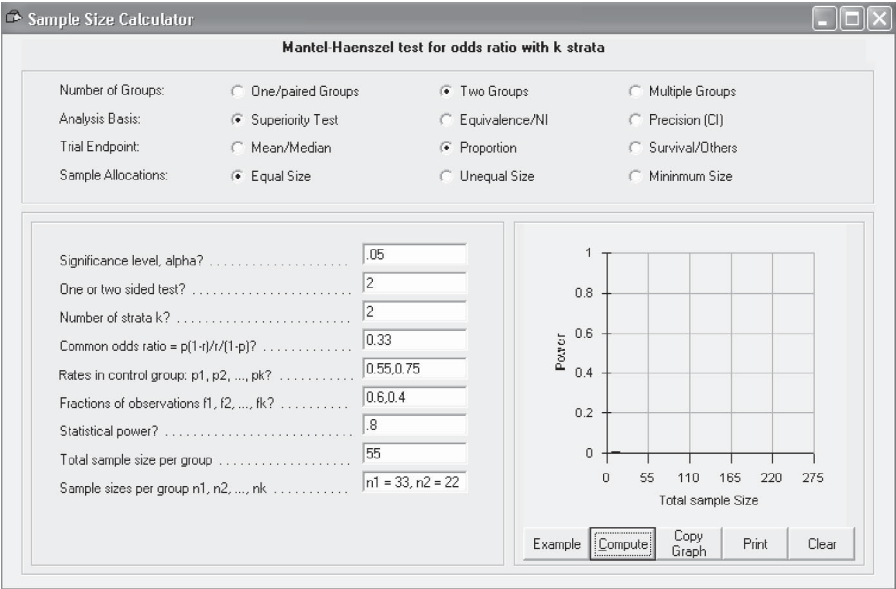 Sample Size Calculator
Mantel-Haenszel test for odds ratio with k strata
Number of Groups: One/paired Groups Two Groups Multiple Groups
Analysis Basis: Superiority Test Equivalence/NI Precision (CI)
Trial Endpoint: Mean/Median Proportion Survival/Others
Sample Allocations: Equal Size Unequal Size Mininmum Size
Significance level, alpha? .................... .05
One or two sided test? ....................... 2
Number of strata k? ......................... 2
Common odds ratio = p(1-r)/r/(1-p)? ............. 0.33
Rates in control group: p1, p2, ..., pk? ........... 0.55,0.75
Fractions of observations f1, f2, ..., fk? .......... 0.6,0.4
Statistical power? ........................... .8
Total sample size per group ................... 55
Sample sizes per group n1, n2, ..., nk ........... n1 = 33, n2 = 22
Power
1
0.8
0.6
0.4
0.2
0
0 55 110 165 220 275
Total sample Size
Example Compute Copy Graph Print Clear